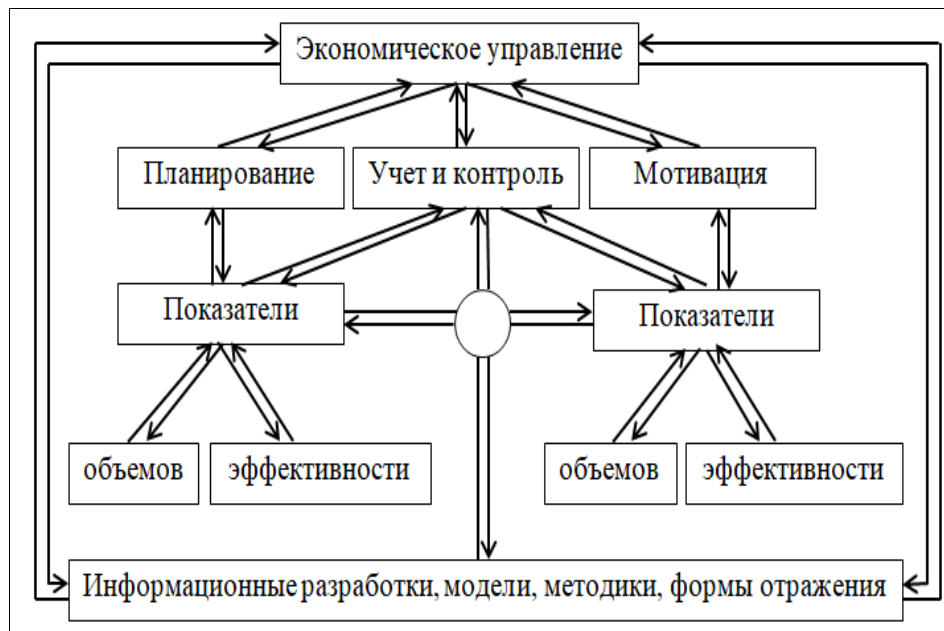 Экономическое управление
Планирование
Учет и контроль
Мотивация
Показатели
Показатели
объемов
эффективности
объемов
эффективности
Информационные разработки, модели, методики, формы отражения